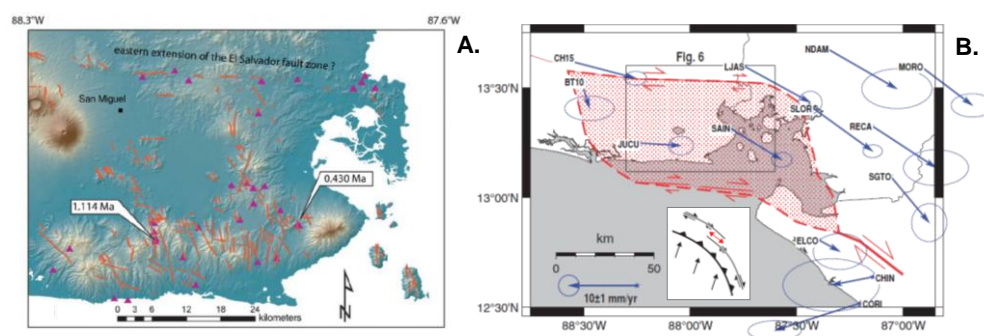 88.3°W
87.6°W
A.
eastern extension of the El Salvador fault zone ?
San Miguel
0.430 Ma
1.114 Ma
N
0 3 6 12 18 24
kilometers
B.
Fig. 6
CH15
LJAS
NDAM
MORO
BT10
13°30'N
SLOR
SAIN
RECA
JUCU
SGTO
13°00'N
km
ELCO
0 50
CHIN
10±1 mm/yr
CORI
12°30'N
88°30'W
88°00'W
87°30'W
87°00'W